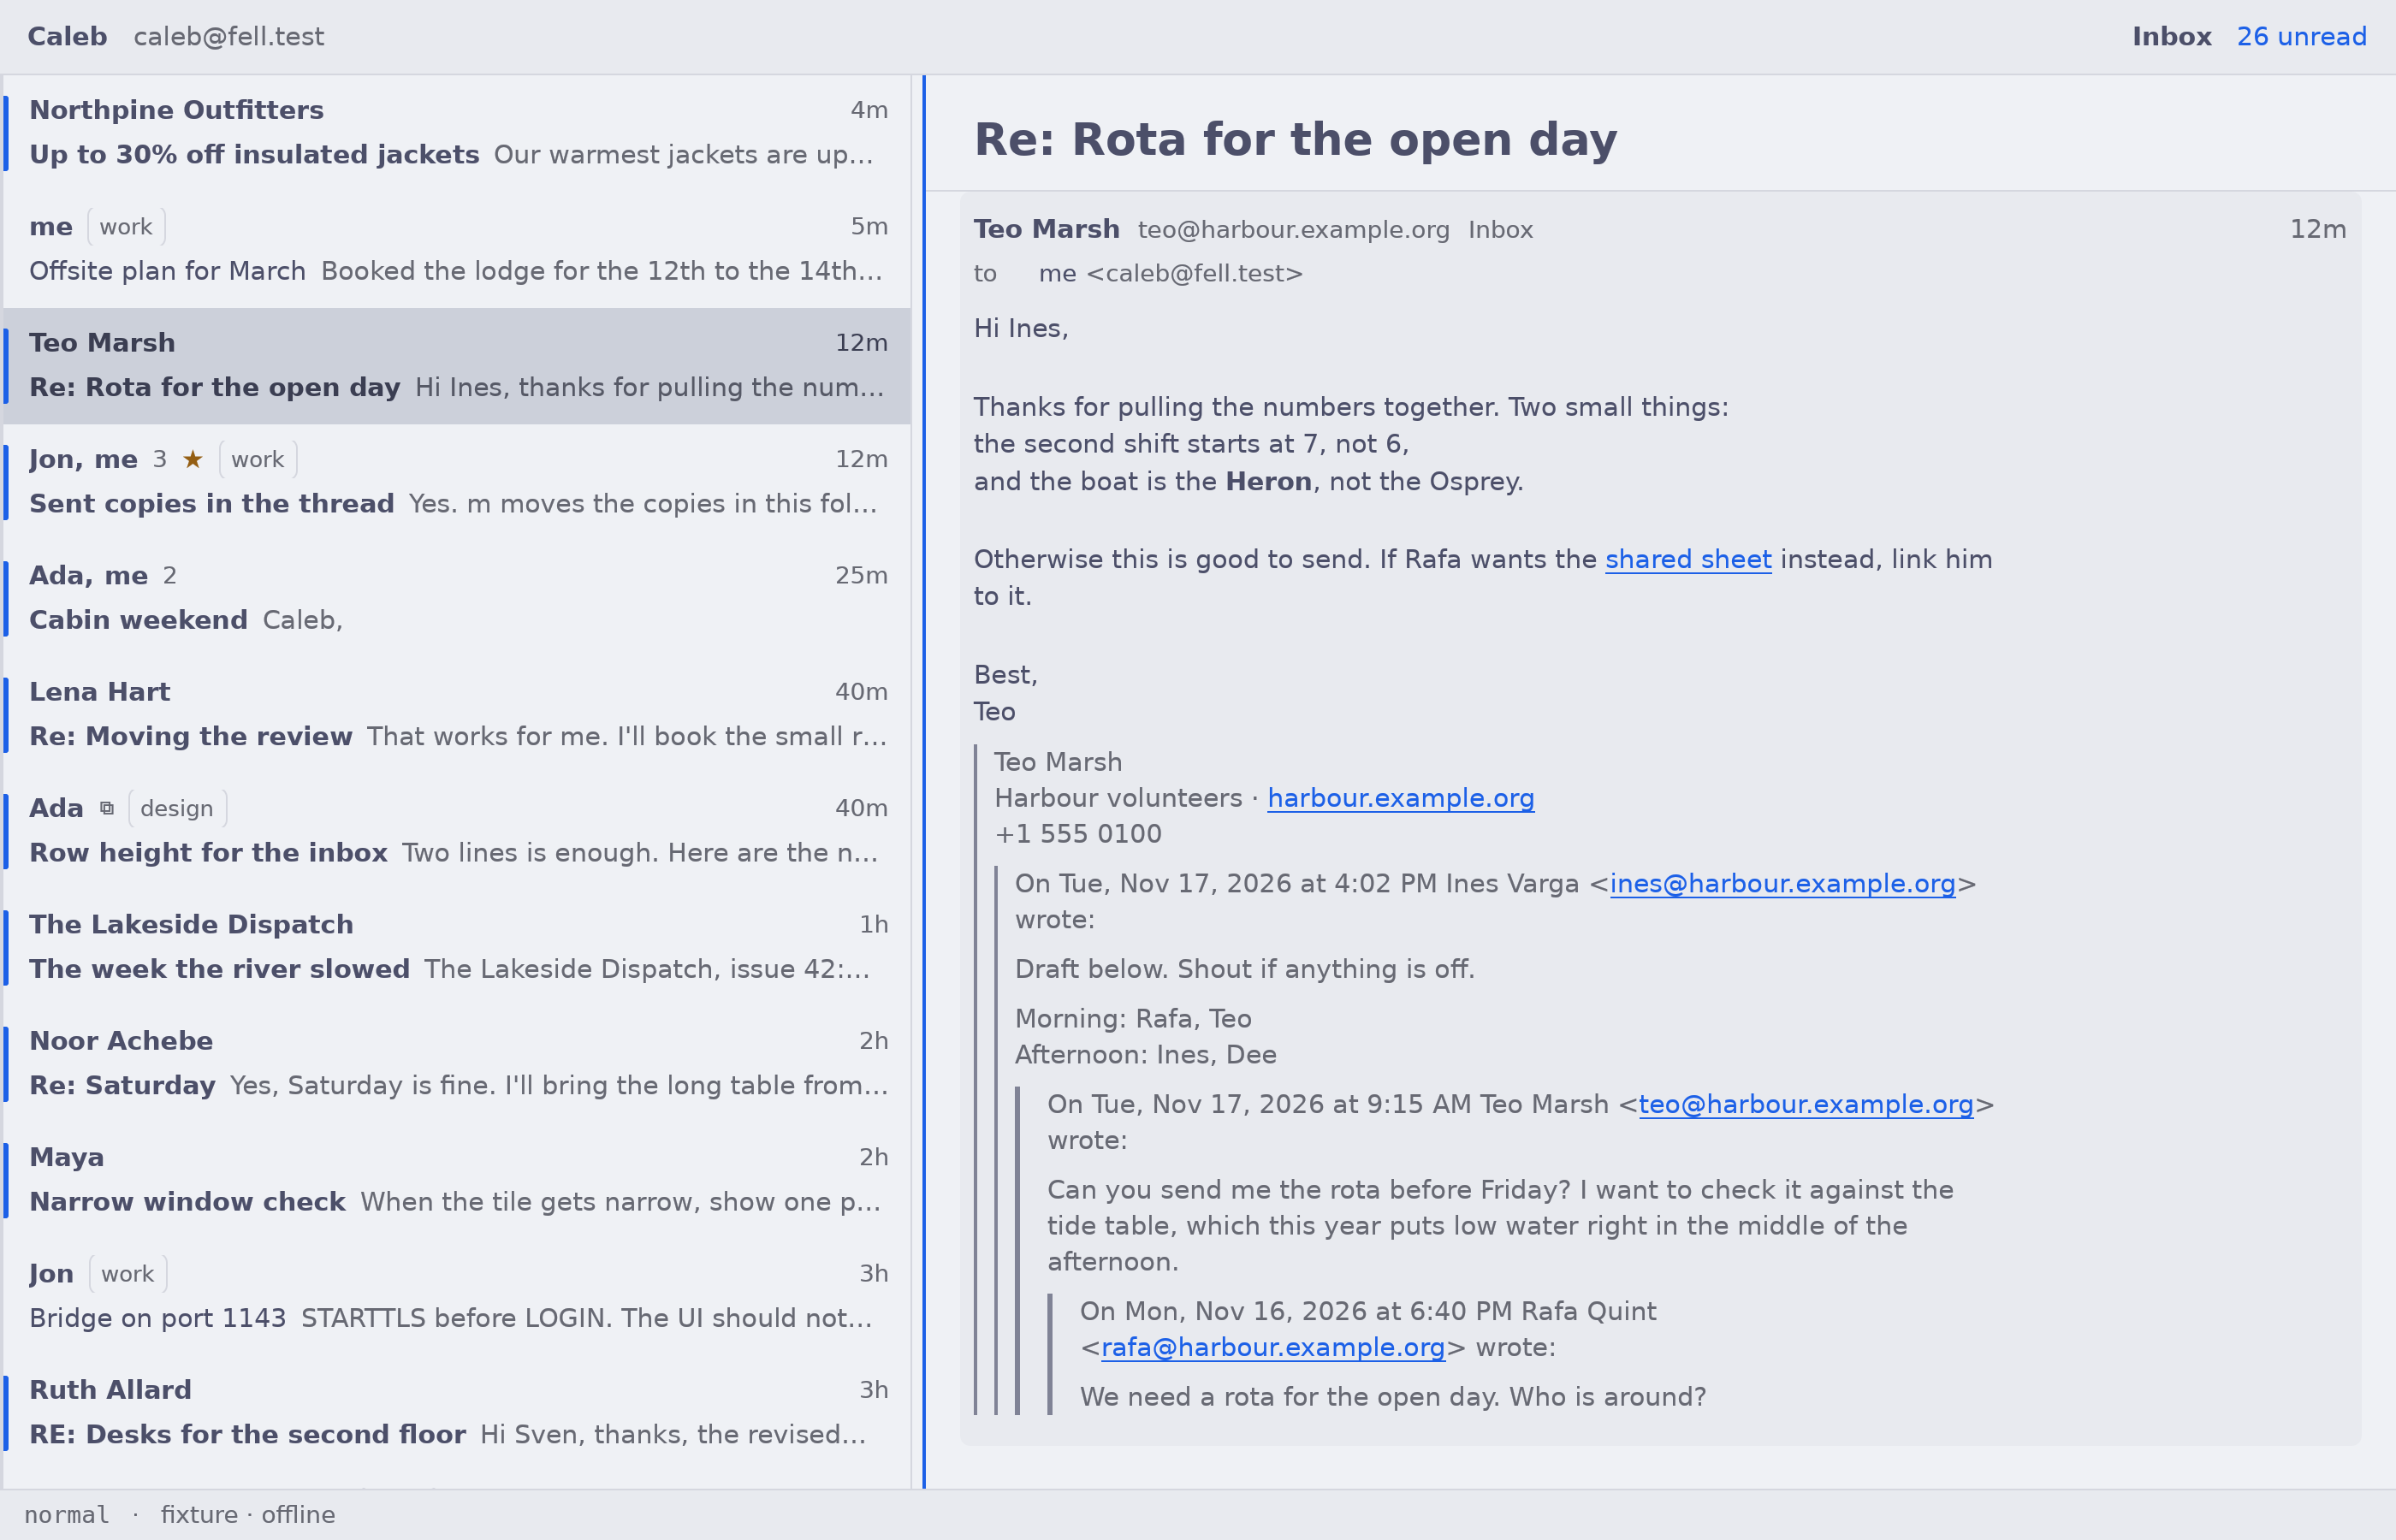 Caleb caleb@fell.test
Inbox 26 unread
Northpine Outfitters 4m
Up to 30% off insulated jackets Our warmest jackets are up…
me work 5m
Offsite plan for March Booked the lodge for the 12th to the 14th…
Teo Marsh 12m
Re: Rota for the open day Hi Ines, thanks for pulling the num…
Jon, me 3 ★ work 12m
Sent copies in the thread Yes. m moves the copies in this fol…
Ada, me 2 25m
Cabin weekend Caleb,
Lena Hart 40m
Re: Moving the review That works for me. I'll book the small r…
Ada design 40m
Row height for the inbox Two lines is enough. Here are the n…
The Lakeside Dispatch 1h
The week the river slowed The Lakeside Dispatch, issue 42:…
Noor Achebe 2h
Re: Saturday Yes, Saturday is fine. I'll bring the long table from…
Maya 2h
Narrow window check When the tile gets narrow, show one p…
Jon work 3h
Bridge on port 1143 STARTTLS before LOGIN. The UI should not…
Ruth Allard 3h
RE: Desks for the second floor Hi Sven, thanks, the revised…
Re: Rota for the open day
Teo Marsh teo@harbour.example.org Inbox 12m
to me <caleb@fell.test>
Hi Ines,
Thanks for pulling the numbers together. Two small things:
the second shift starts at 7, not 6,
and the boat is the Heron, not the Osprey.
Otherwise this is good to send. If Rafa wants the shared sheet instead, link him
to it.
Best,
Teo
Teo Marsh
Harbour volunteers · harbour.example.org
+1 555 0100
On Tue, Nov 17, 2026 at 4:02 PM Ines Varga <ines@harbour.example.org>
wrote:
Draft below. Shout if anything is off.
Morning: Rafa, Teo
Afternoon: Ines, Dee
On Tue, Nov 17, 2026 at 9:15 AM Teo Marsh <teo@harbour.example.org>
wrote:
Can you send me the rota before Friday? I want to check it against the
tide table, which this year puts low water right in the middle of the
afternoon.
On Mon, Nov 16, 2026 at 6:40 PM Rafa Quint
<rafa@harbour.example.org> wrote:
We need a rota for the open day. Who is around?
normal · fixture · offline